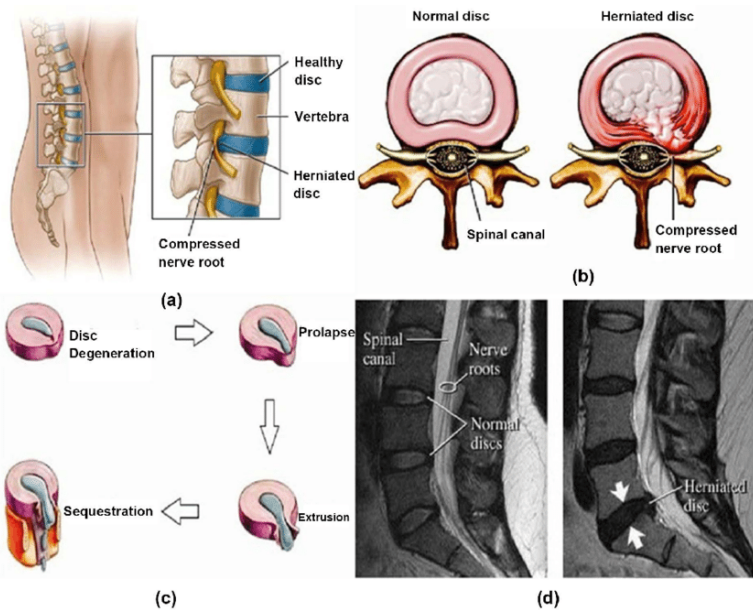 Healthy
disc
Vertebra
Herniated
disc
Compressed
nerve root
(a)
Normal disc
Herniated disc
Spinal canal
Compressed
nerve root
(b)
Disc
Degeneration
Prolapse
Sequestration
Extrusion
(c)
Spinal
canal
Nerve
roots
Normal
discs
Herniated
disc
(d)